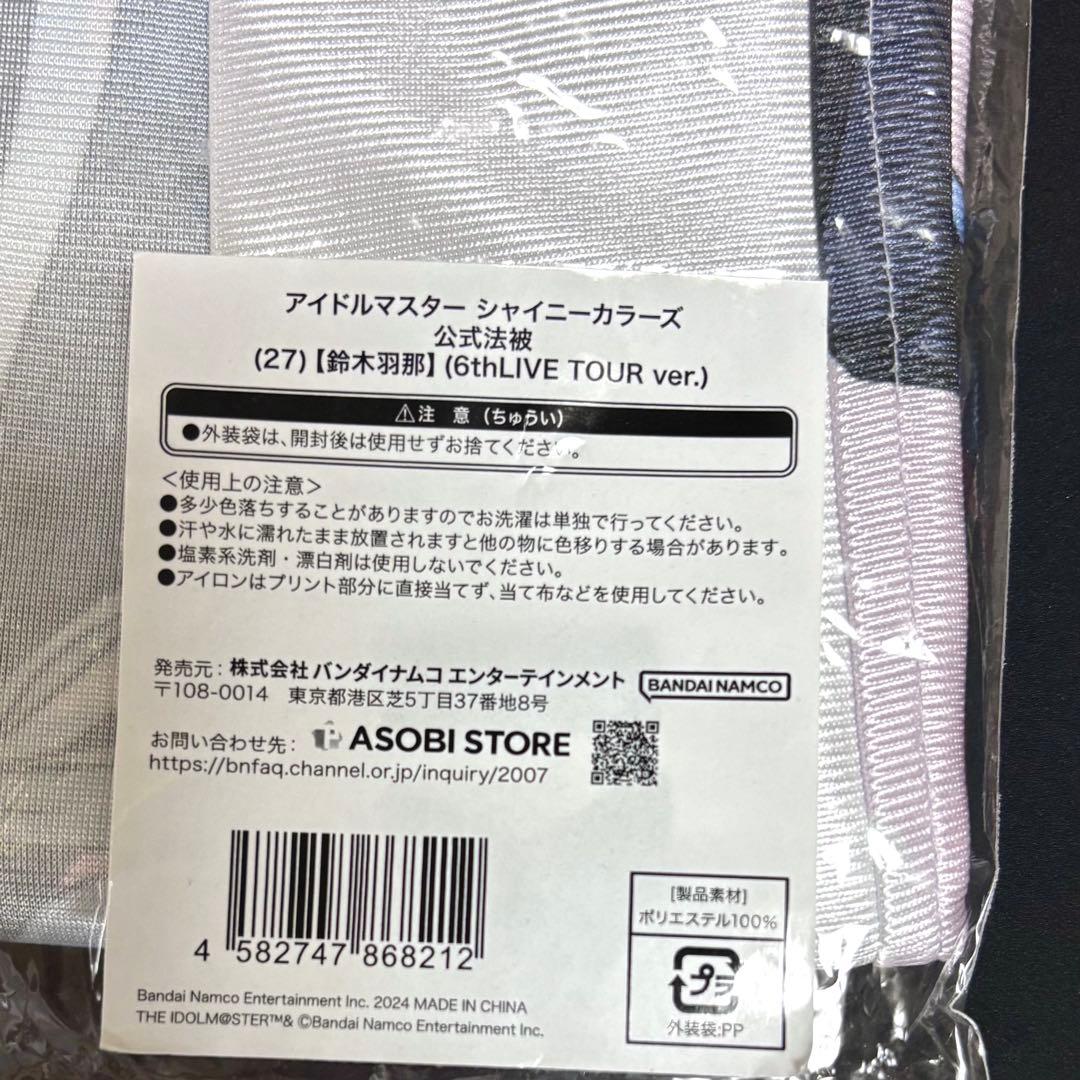 アイドルマスター シャイニーカラーズ
公式法被
(27)【鈴木羽那】(6thLIVE TOUR ver.)
⚠注 意 (ちゅうい)
●外装袋は、開封後は使用せずお捨てください。
＜使用上の注意＞
●多少色落ちすることがありますのでお洗濯は単独で行ってください。
●汗や水に濡れたまま放置されますと他の物に色移りする場合があります。
●塩素系洗剤・漂白剤は使用しないでください。
●アイロンはプリント部分に直接当てず、当て布などを使用してください。
発売元：株式会社 バンダイナムコ エンターテインメント
BANDAI NAMCO
〒108-0014 東京都港区芝5丁目37番地8号
お問い合わせ先： ASOBI STORE
https://bnfaq.channel.or.jp/inquiry/2007
4 582747 868212
[製品素材]
ポリエステル100%
プラ
外装袋:PP
Bandai Namco Entertainment Inc. 2024 MADE IN CHINA
THE IDOLM@STER™& ©Bandai Namco Entertainment Inc.